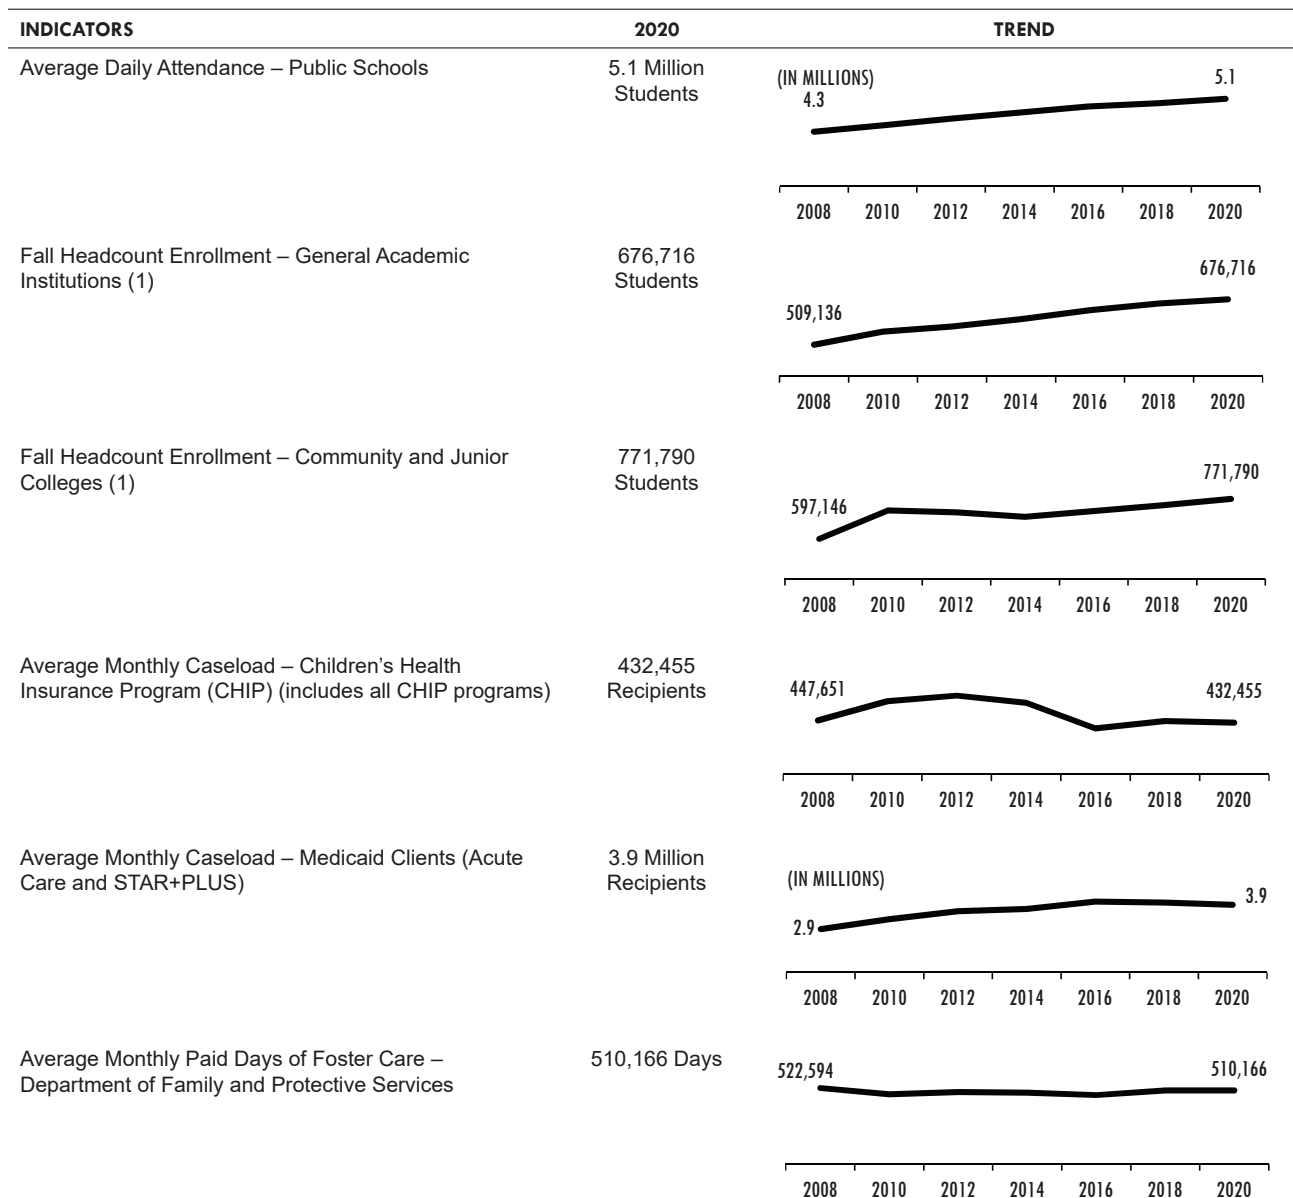 INDICATORS 2020 TREND
Average Daily Attendance – Public Schools
5.1 Million
Students
(IN MILLIONS)
4.3
5.1
2008 2010 2012 2014 2016 2018 2020
Fall Headcount Enrollment – General Academic
Institutions (1)
676,716
Students
509,136
676,716
2008 2010 2012 2014 2016 2018 2020
Fall Headcount Enrollment – Community and Junior
Colleges (1)
771,790
Students
597,146
771,790
2008 2010 2012 2014 2016 2018 2020
Average Monthly Caseload – Children’s Health
Insurance Program (CHIP) (includes all CHIP programs)
432,455
Recipients
447,651
432,455
2008 2010 2012 2014 2016 2018 2020
Average Monthly Caseload – Medicaid Clients (Acute
Care and STAR+PLUS)
3.9 Million
Recipients
(IN MILLIONS)
2.9
3.9
2008 2010 2012 2014 2016 2018 2020
Average Monthly Paid Days of Foster Care –
Department of Family and Protective Services
510,166 Days
522,594
510,166
2008 2010 2012 2014 2016 2018 2020